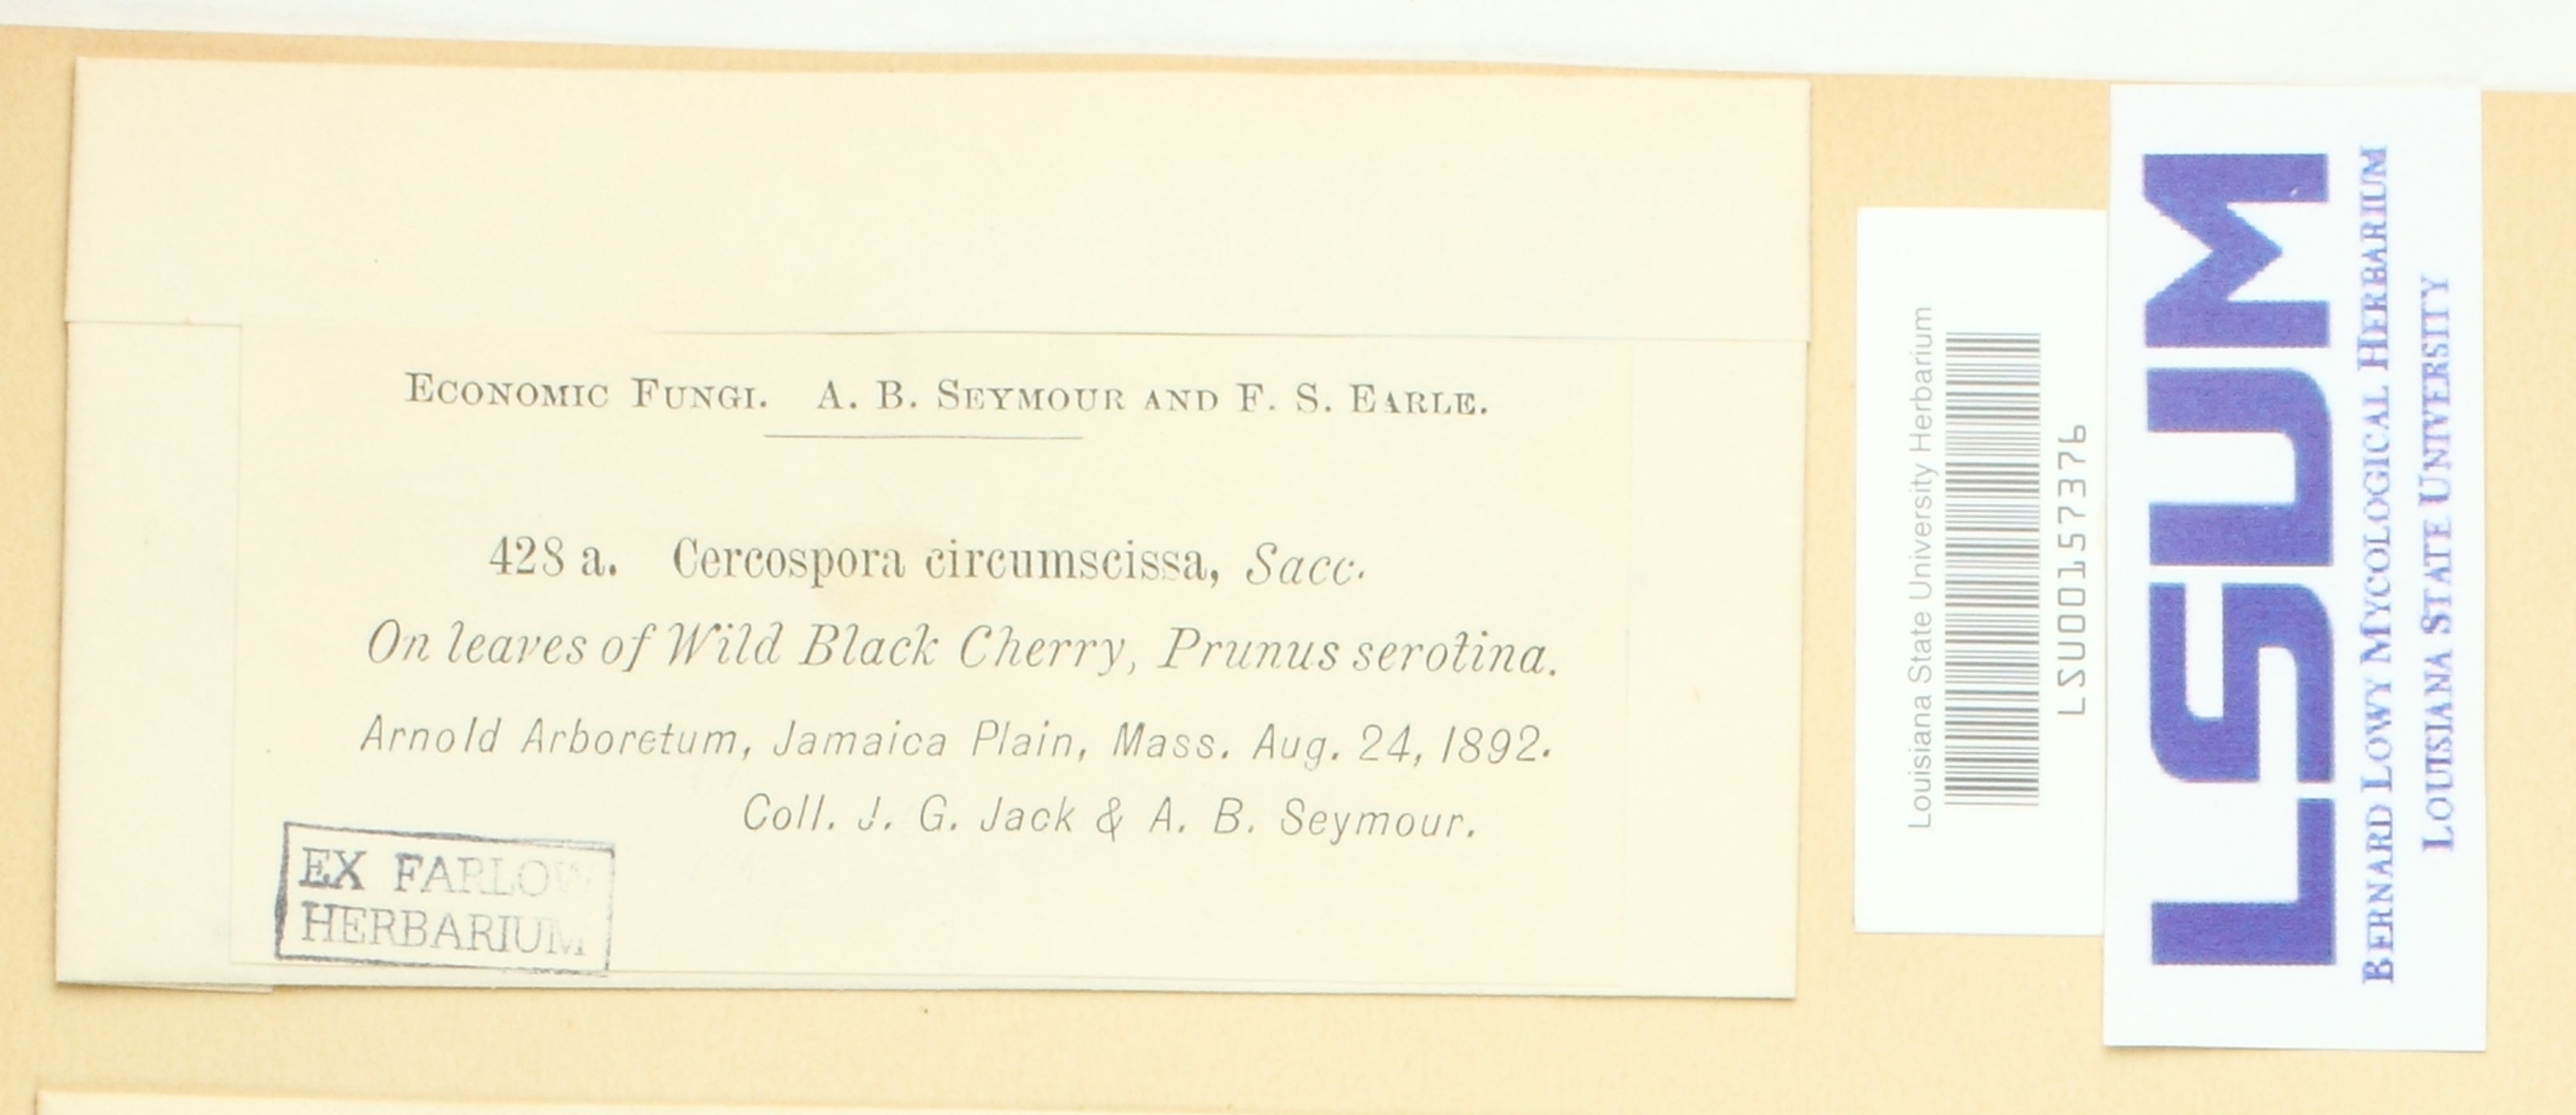 ECONOMIC FUNGI. A. B. SEYMOUR AND F. S. EARLE.
428 a. Cercospora circumscissa, Sacc.
On leaves of Wild Black Cherry, Prunus serotina.
Arnold Arboretum, Jamaica Plain, Mass. Aug. 24, 1892.
Coll. J. G. Jack & A. B. Seymour.
EX FARLOW
HERBARIUM
Louisiana State University Herbarium
LSU00157376
LSUM
BERNARD LOWY MYCOLOGICAL HERBARIUM
LOUISIANA STATE UNIVERSITY